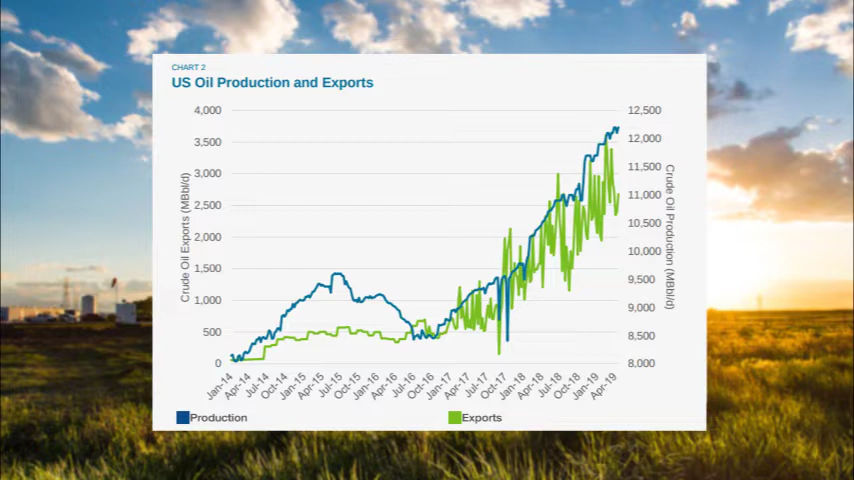 CHART 2
US Oil Production and Exports
4,000
3,500
3,000
2,500
2,000
1,500
1,000
500
0
Crude Oil Exports (MBbl/d)
12,500
12,000
11,500
11,000
10,500
10,000
9,500
9,000
8,500
8,000
Crude Oil Production (MBbl/d)
Jan-14
Apr-14
Jul-14
Oct-14
Jan-15
Apr-15
Jul-15
Oct-15
Jan-16
Apr-16
Jul-16
Oct-16
Jan-17
Apr-17
Jul-17
Oct-17
Jan-18
Apr-18
Jul-18
Oct-18
Jan-19
Apr-19
Production
Exports